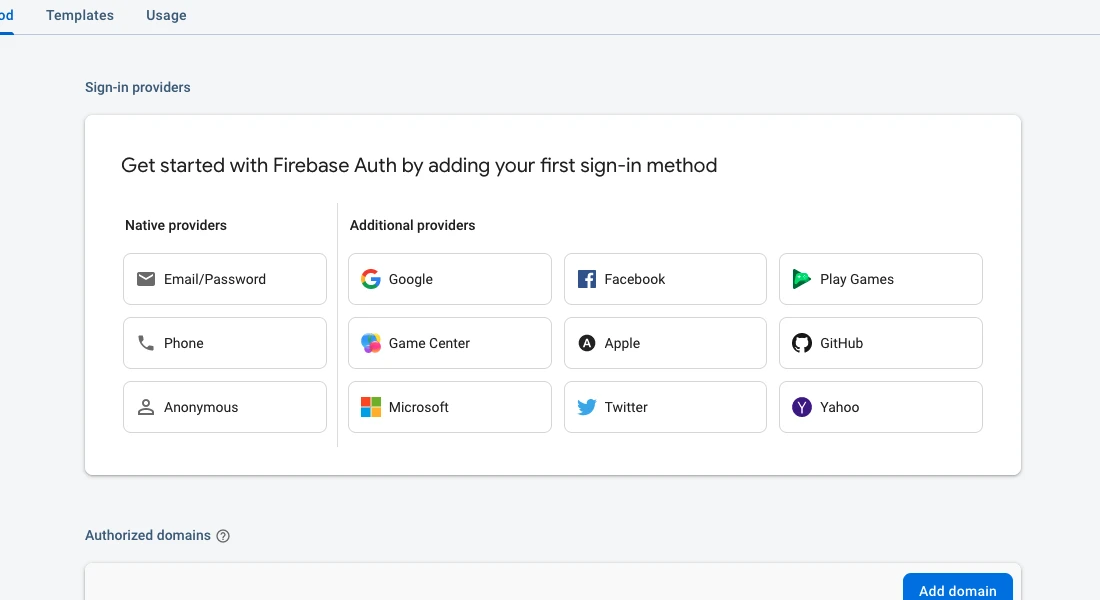 od Templates Usage
Sign-in providers
Get started with Firebase Auth by adding your first sign-in method
Native providers Additional providers
Email/Password Google Facebook Play Games
Phone Game Center Apple GitHub
Anonymous Microsoft Twitter Yahoo
Authorized domains
Add domain